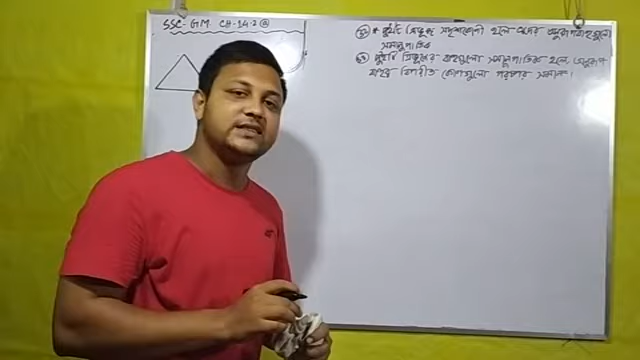 SSC-GM CH-14.2 @
* দুইটি ত্রিভুজ সদৃশকোণী হলে এদের অনুরূপ বাহুগুলো
সমানুপাতিক
দুইটি ত্রিভুজের বাহুগুলো সমানুপাতিক হলে, অনুরূপ
বাহুর বিপরীত কোণগুলো পরস্পর সমান।